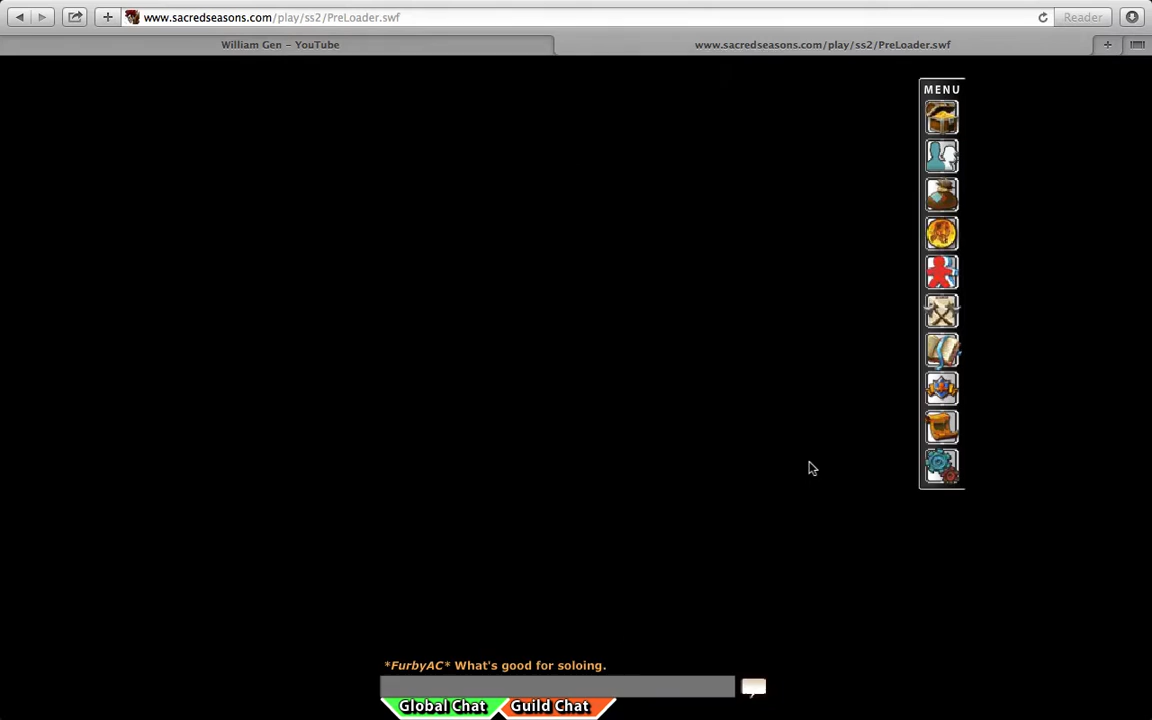 www.sacredseasons.com/play/ss2/PreLoader.swf
Reader
William Gen – YouTube
www.sacredseasons.com/play/ss2/PreLoader.swf
MENU
*FurbyAC* What's good for soloing.
Global Chat
Guild Chat